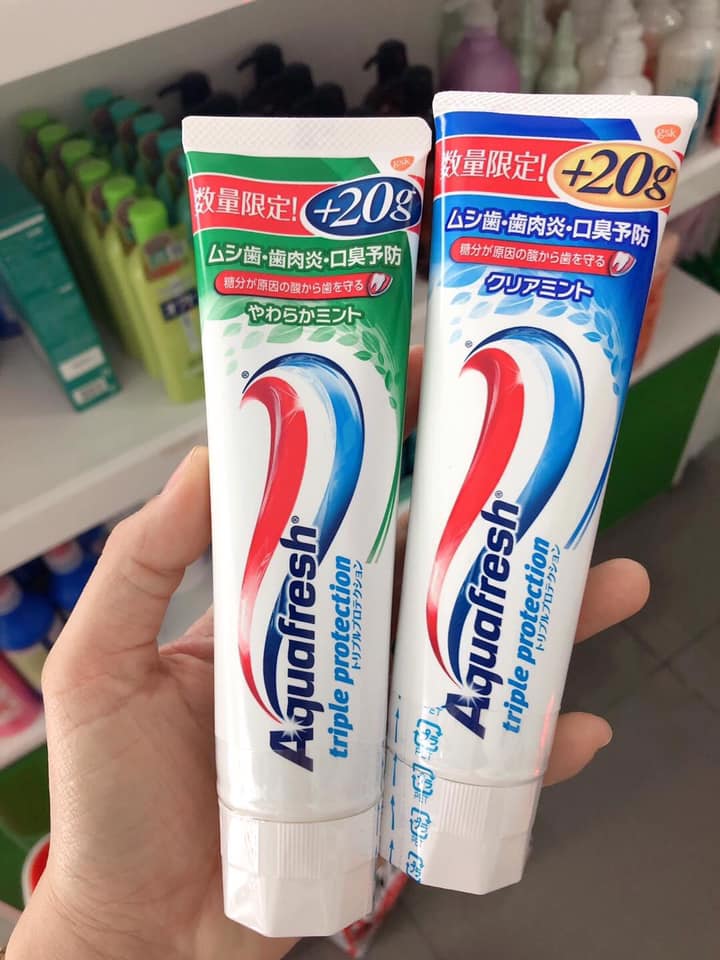 gsk
数量限定!
+20g
ムシ歯・歯肉炎・口臭予防
糖分が原因の酸から歯を守る
やわらかミント
Aquafresh®
triple protection
トリプルプロテクション
gsk
数量限定!
+20g
ムシ歯・歯肉炎・口臭予防
糖分が原因の酸から歯を守る
クリアミント
Aquafresh®
triple protection
トリプルプロテクション